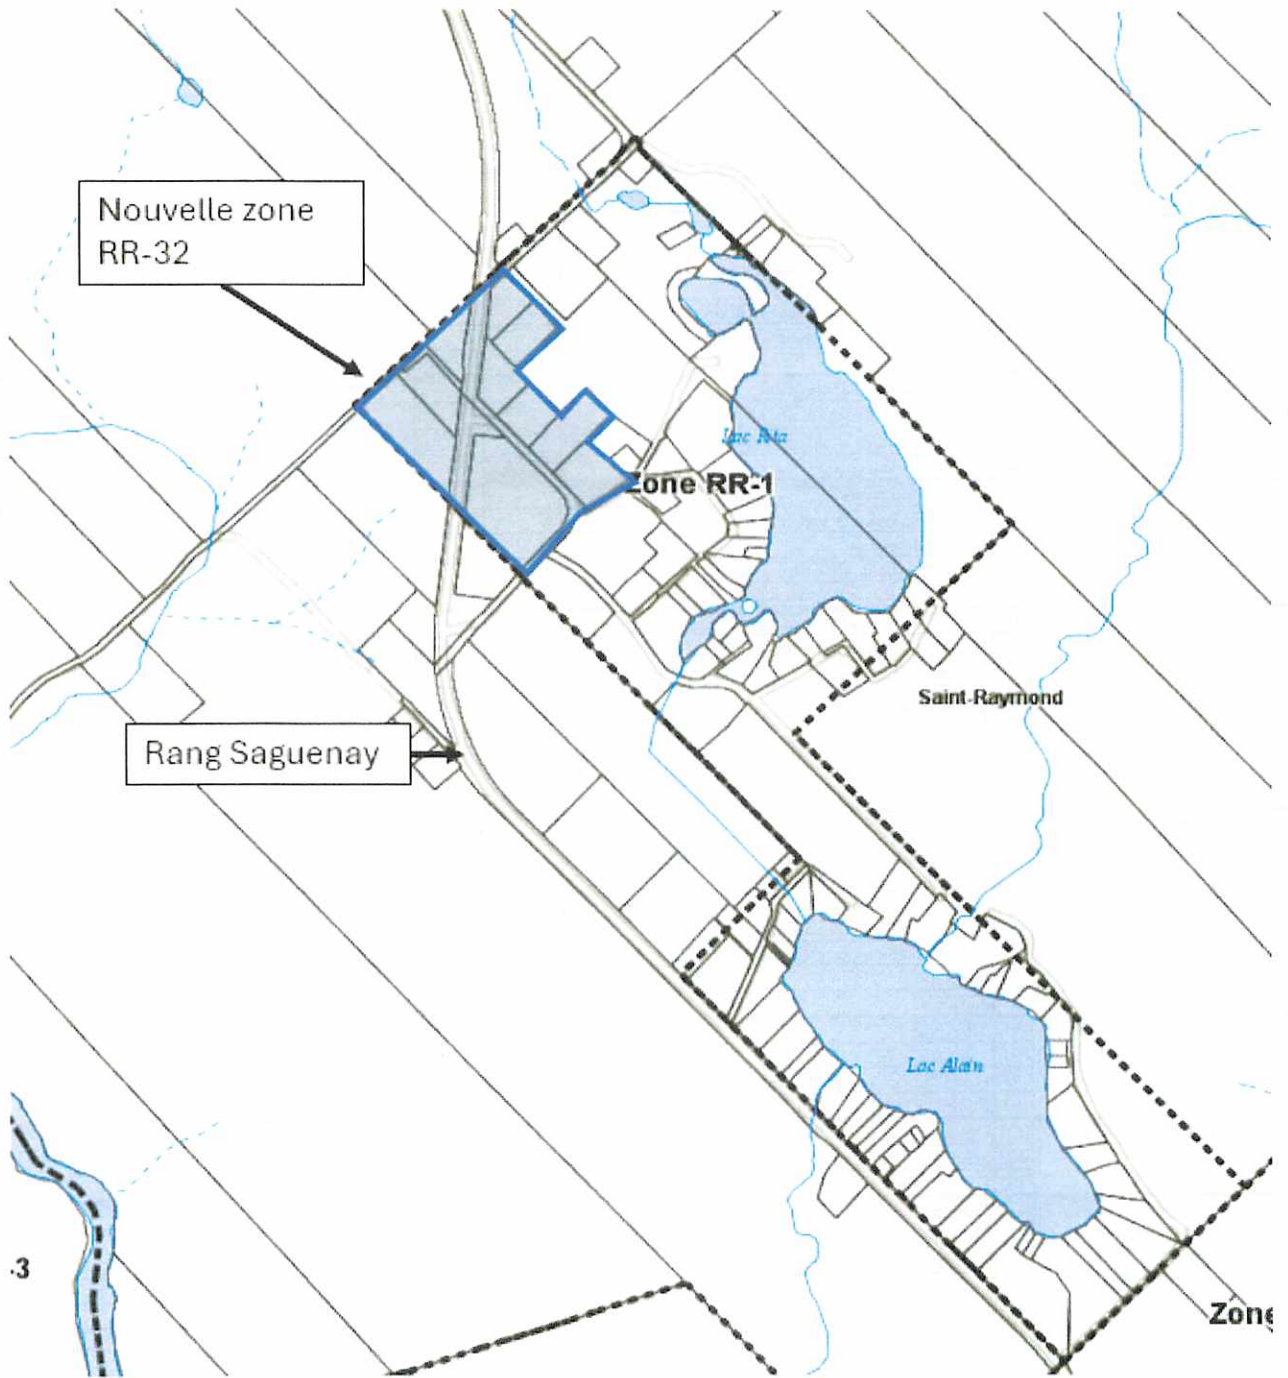 Nouvelle zone
RR-32
Lac Rita
Zone RR-1
Saint-Raymond
Rang Saguenay
Lac Alain
-3
Zone